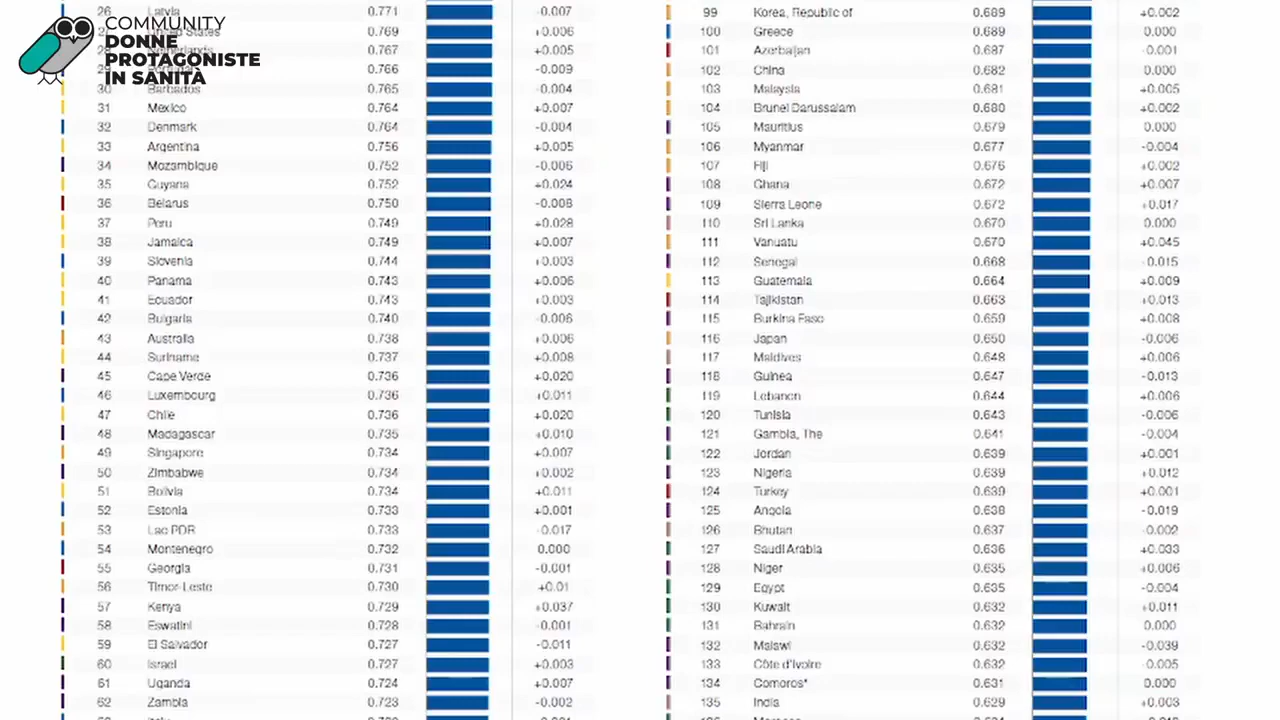 COMMUNITY
DONNE
PROTAGONISTE
IN SANITÀ
26 Latvia 0.771 -0.007
United States 0.769 +0.006
0.767 +0.005
29 Portugal 0.766 -0.009
30 Barbados 0.765 -0.004
31 Mexico 0.764 +0.007
32 Denmark 0.764 -0.004
33 Argentina 0.756 +0.005
34 Mozambique 0.752 -0.006
35 Guyana 0.752 +0.024
36 Belarus 0.750 -0.008
37 Peru 0.749 +0.028
38 Jamaica 0.749 +0.007
39 Slovenia 0.744 +0.003
40 Panama 0.743 +0.006
41 Ecuador 0.743 +0.003
42 Bulgaria 0.740 -0.006
43 Australia 0.738 +0.006
44 Suriname 0.737 +0.008
45 Cape Verde 0.736 +0.020
46 Luxembourg 0.736 +0.011
47 Chile 0.736 +0.020
48 Madagascar 0.735 +0.010
49 Singapore 0.734 +0.007
50 Zimbabwe 0.734 +0.002
51 Bolivia 0.734 +0.011
52 Estonia 0.733 +0.001
53 Lao PDR 0.733 -0.017
54 Montenegro 0.732 0.000
55 Georgia 0.731 -0.001
56 Timor-Leste 0.730 +0.01
57 Kenya 0.729 +0.037
58 Eswatini 0.728 -0.001
59 El Salvador 0.727 -0.011
60 Israel 0.727 +0.003
61 Uganda 0.724 +0.007
62 Zambia 0.723 -0.002
99 Korea, Republic of 0.689 +0.002
100 Greece 0.689 0.000
101 Azerbaijan 0.687 -0.001
102 China 0.682 0.000
103 Malaysia 0.681 +0.005
104 Brunei Darussalam 0.680 +0.002
105 Mauritius 0.679 0.000
106 Myanmar 0.677 -0.004
107 Fiji 0.676 +0.002
108 Ghana 0.672 +0.007
109 Sierra Leone 0.672 +0.017
110 Sri Lanka 0.670 0.000
111 Vanuatu 0.670 +0.045
112 Senegal 0.668 -0.015
113 Guatemala 0.664 +0.009
114 Tajikistan 0.663 +0.013
115 Burkina Faso 0.659 +0.008
116 Japan 0.650 -0.006
117 Maldives 0.648 +0.006
118 Guinea 0.647 -0.013
119 Lebanon 0.644 +0.006
120 Tunisia 0.643 -0.006
121 Gambia, The 0.641 -0.004
122 Jordan 0.639 +0.001
123 Nigeria 0.639 +0.012
124 Turkey 0.639 +0.001
125 Angola 0.638 -0.019
126 Bhutan 0.637 -0.002
127 Saudi Arabia 0.636 +0.033
128 Niger 0.635 +0.006
129 Egypt 0.635 -0.004
130 Kuwait 0.632 +0.011
131 Bahrain 0.632 0.000
132 Malawi 0.632 -0.039
133 Côte d'Ivoire 0.632 -0.005
134 Comoros* 0.631 0.000
135 India 0.629 +0.003